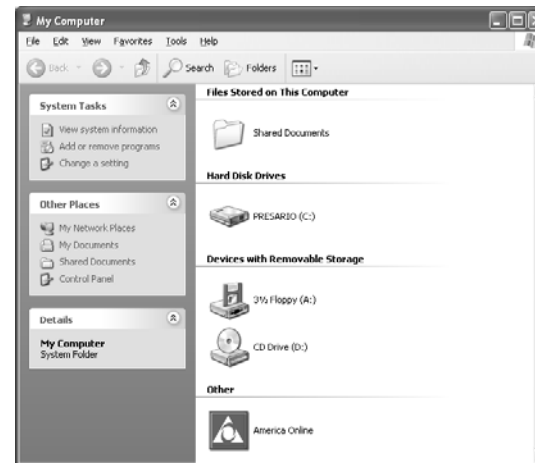 My Computer
File Edit View Favorites Tools Help
Back Search Folders
System Tasks
View system information
Add or remove programs
Change a setting
Other Places
My Network Places
My Documents
Shared Documents
Control Panel
Details
My Computer
System Folder
Files Stored on This Computer
Shared Documents
Hard Disk Drives
PRESARIO (C:)
Devices with Removable Storage
3½ Floppy (A:)
CD Drive (D:)
Other
America Online